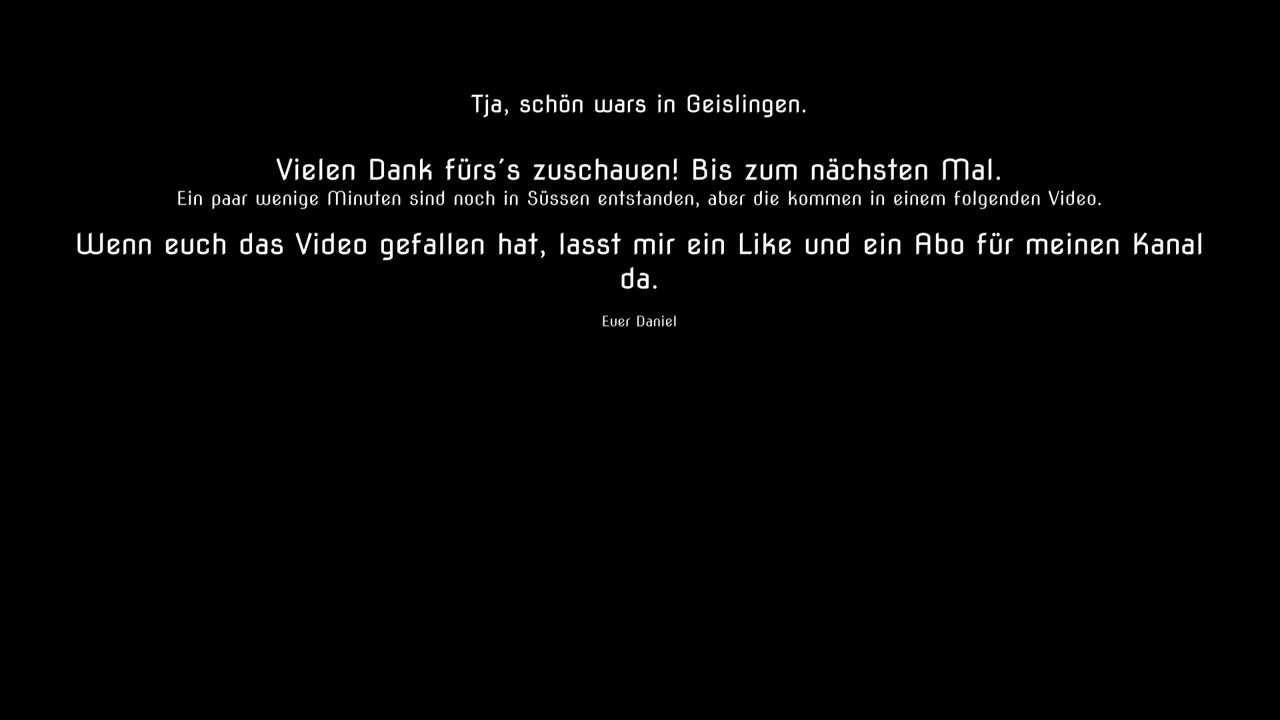 Tja, schön wars in Geislingen.
Vielen Dank fürs´s zuschauen! Bis zum nächsten Mal.
Ein paar wenige Minuten sind noch in Süssen entstanden, aber die kommen in einem folgenden Video.
Wenn euch das Video gefallen hat, lasst mir ein Like und ein Abo für meinen Kanal
da.
Euer Daniel